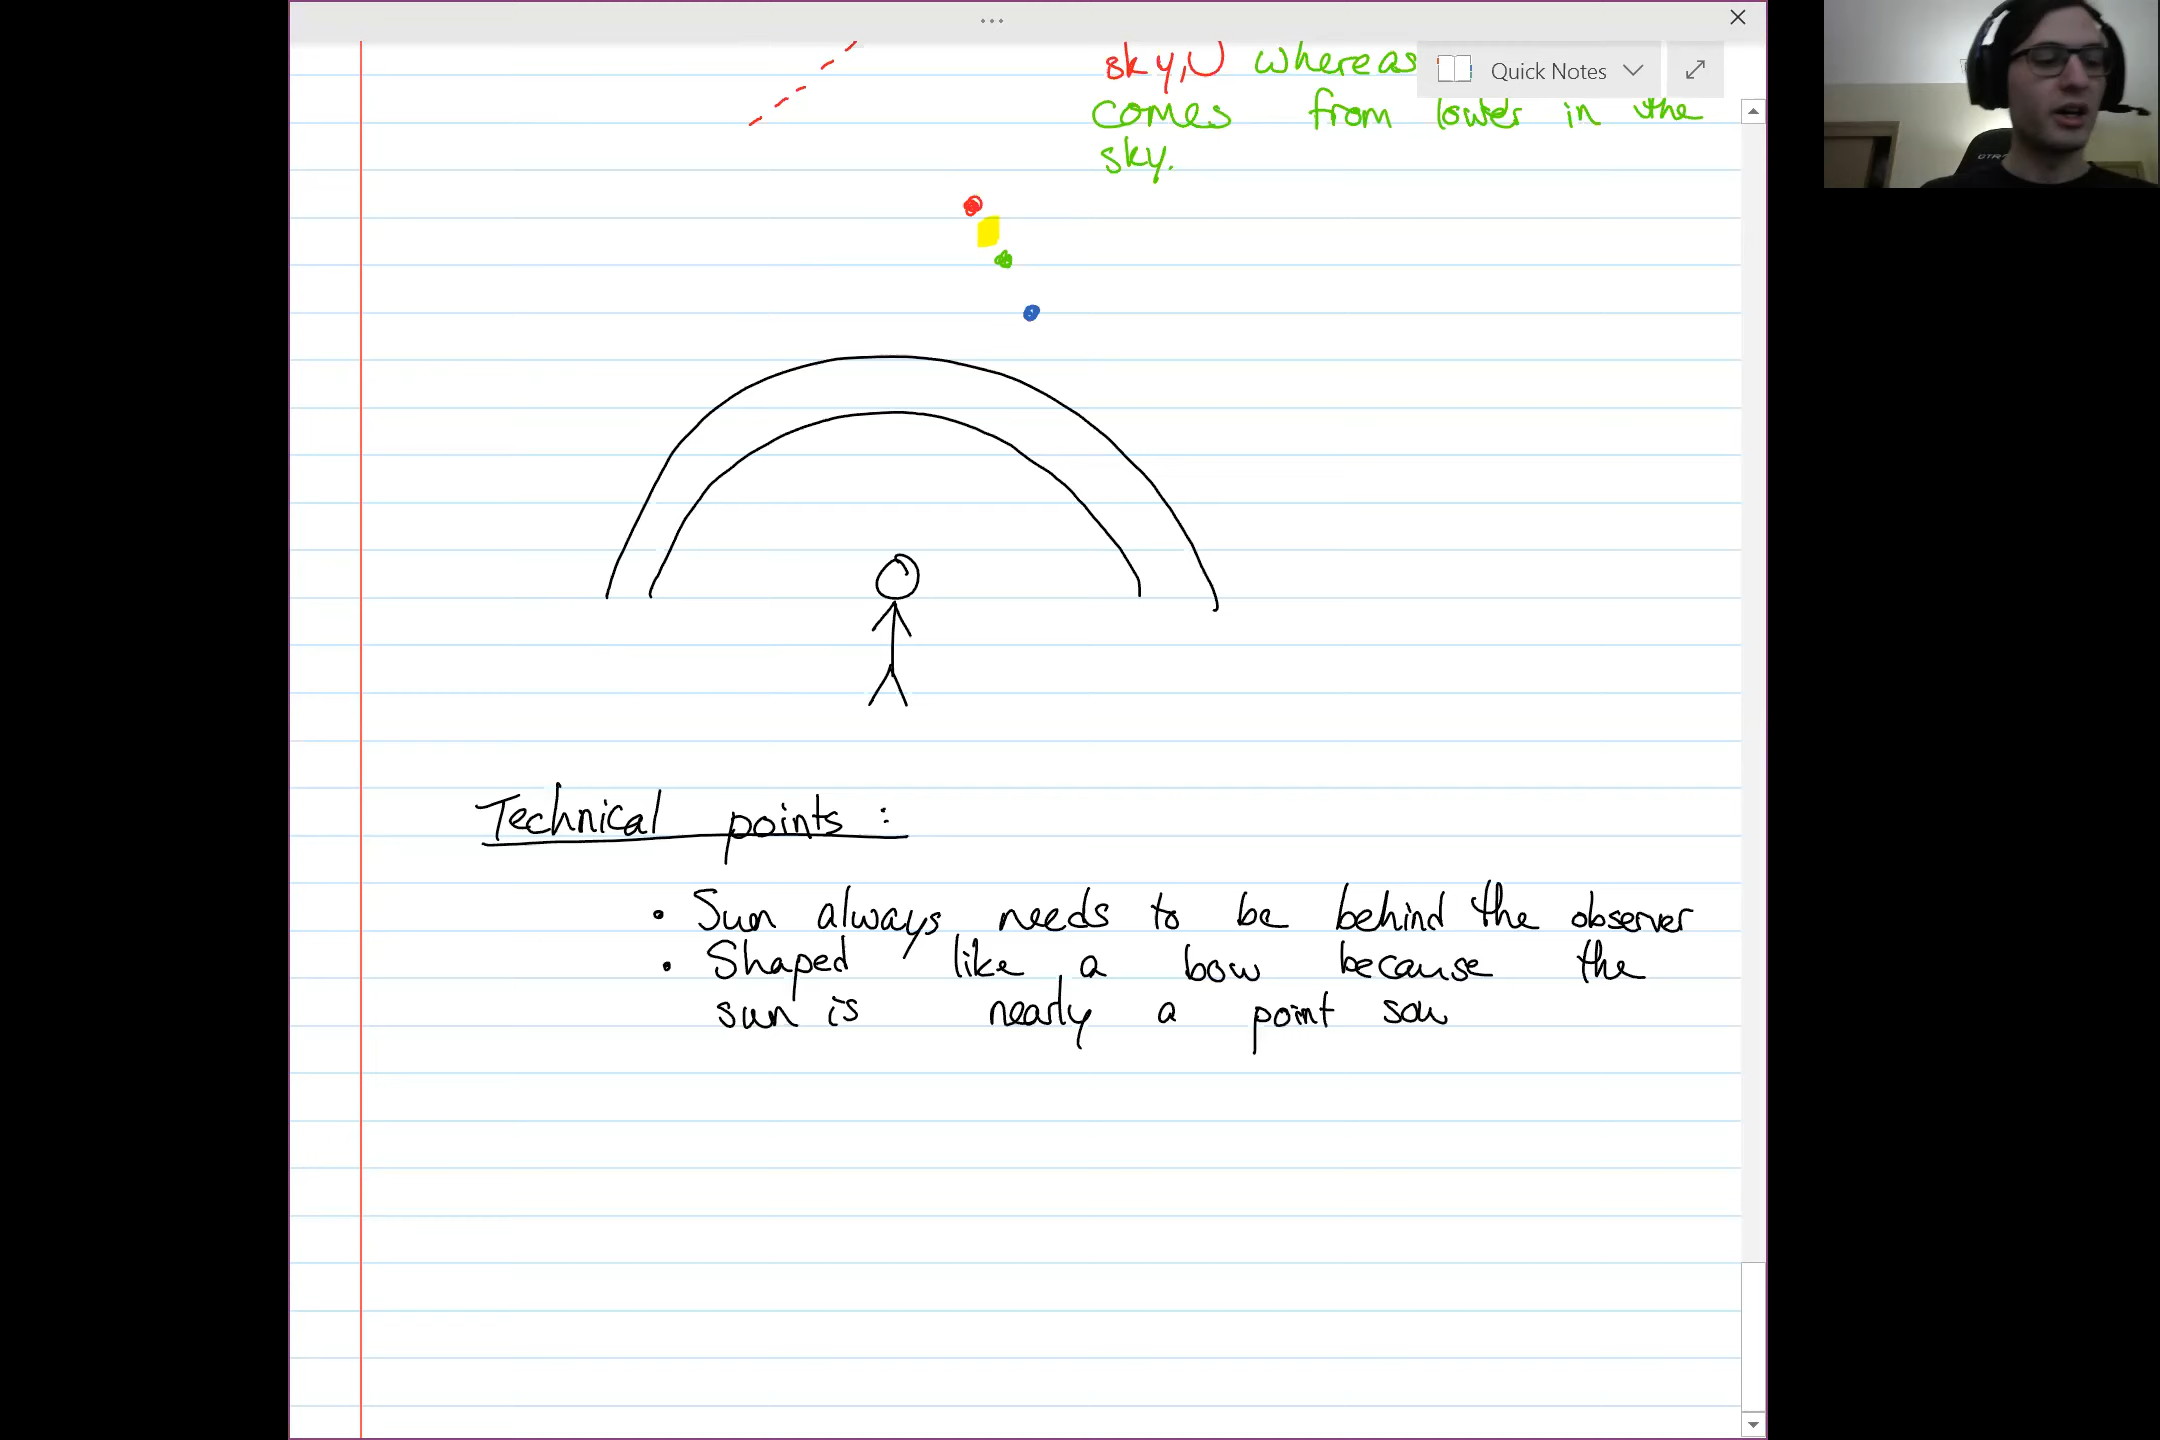 sky, whereas
Quick Notes
comes from lower in the
sky.
Technical points :
• Sun always needs to be behind the observer
• Shaped like a bow because the
sun is nearly a point sou